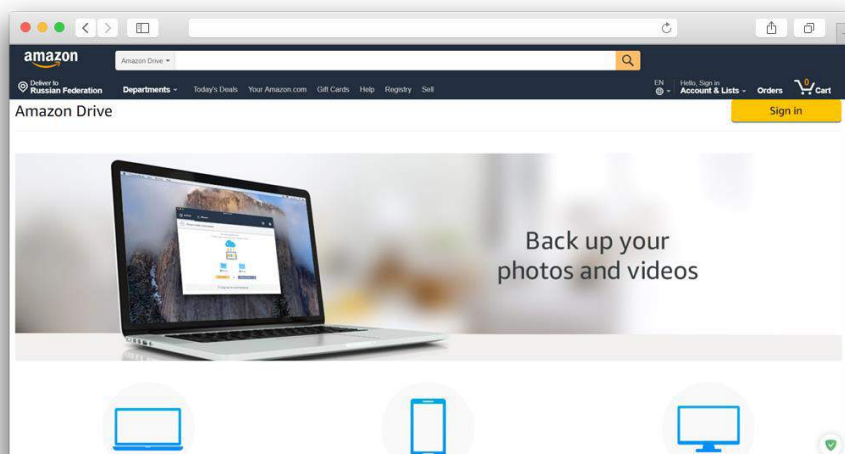 amazon
Amazon Drive
Deliver to
Russian Federation
Departments
Today's Deals
Your Amazon.com
Gift Cards
Help
Registry
Sell
EN
Hello, Sign in
Account & Lists
Orders
0
Cart
Amazon Drive
Sign in
Back up your
photos and videos